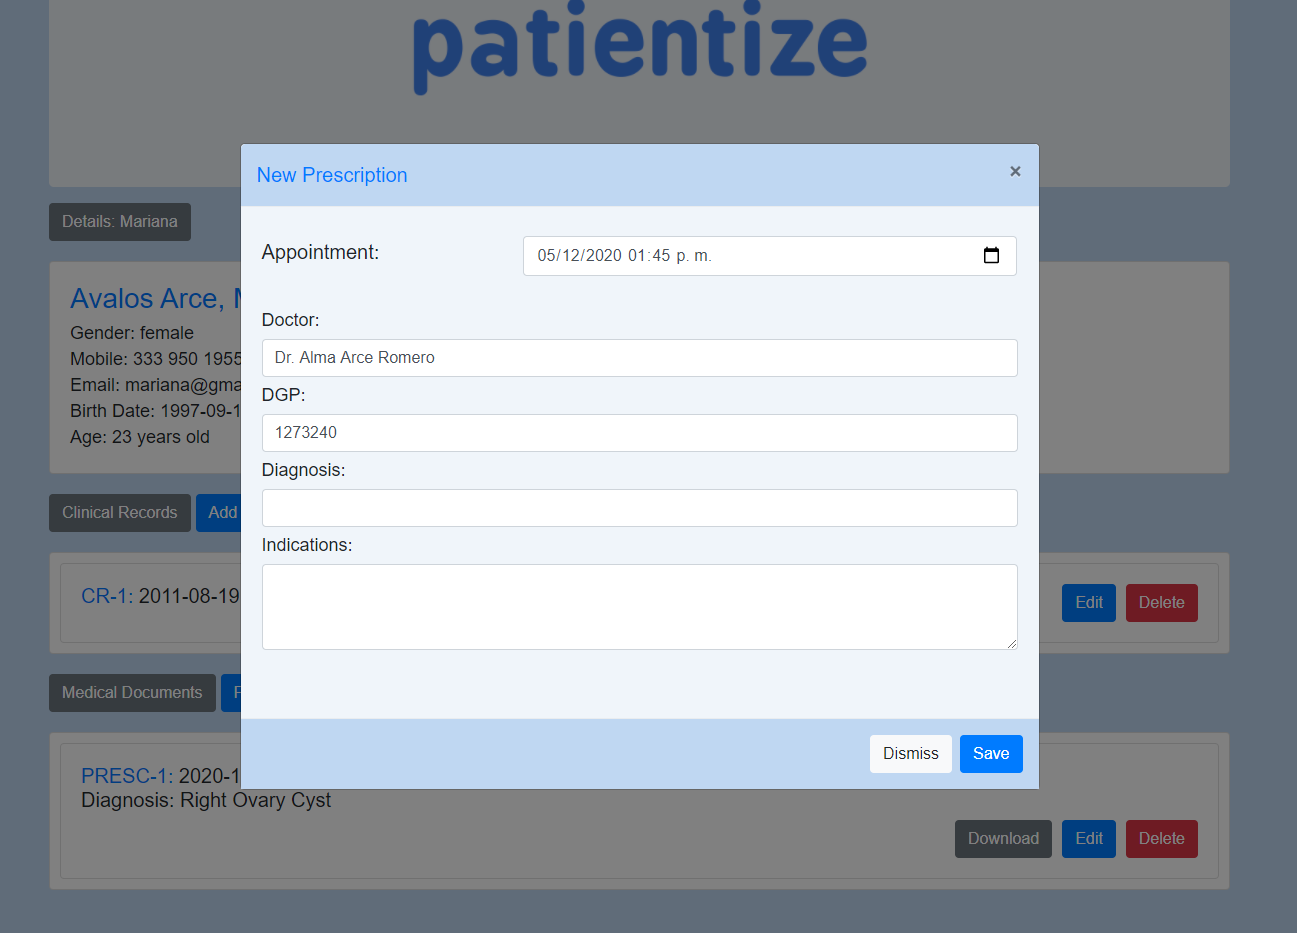 patientize
New Prescription ×
Details: Mariana
Appointment: 05/12/2020 01:45 p. m.
Avalos Arce,
Gender: female
Doctor:
Mobile: 333 950 1955
Dr. Alma Arce Romero
Email: mariana@gma
DGP:
Birth Date: 1997-09-1
1273240
Age: 23 years old
Diagnosis:
Clinical Records Add
Indications:
CR-1: 2011-08-19
Edit Delete
Medical Documents
Dismiss Save
PRESC-1: 2020-1
Diagnosis: Right Ovary Cyst
Download Edit Delete